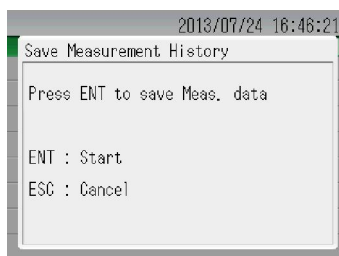 2013/07/24 16:46:21
Save Measurement History
Press ENT to save Meas. data
ENT : Start
ESC : Cancel